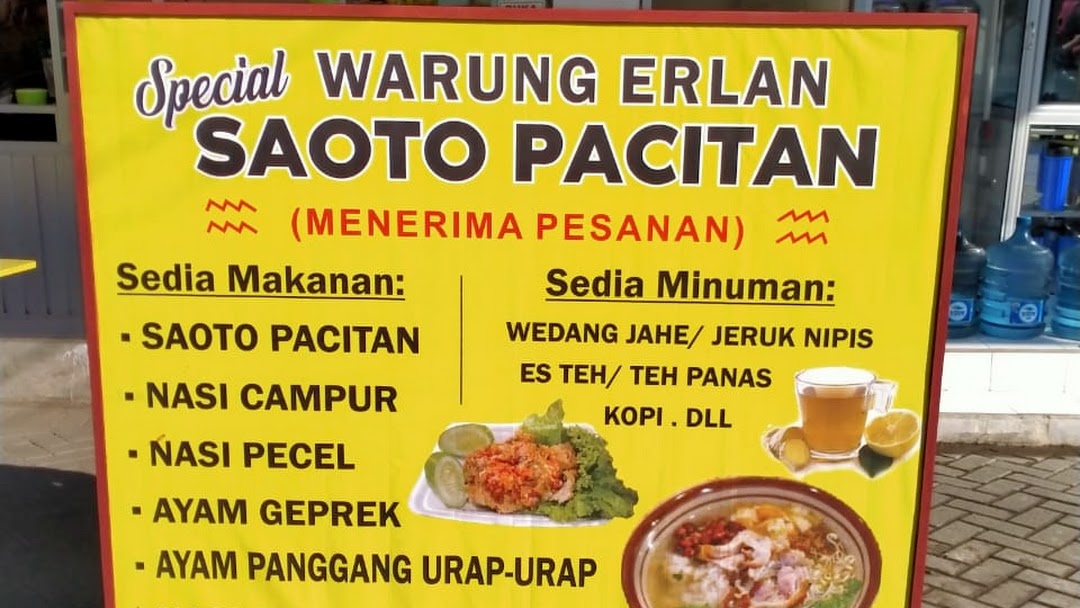 Special WARUNG ERLAN
SAOTO PACITAN
(MENERIMA PESANAN)
Sedia Makanan:
- SAOTO PACITAN
- NASI CAMPUR
- NASI PECEL
- AYAM GEPREK
- AYAM PANGGANG URAP-URAP
Sedia Minuman:
WEDANG JAHE/ JERUK NIPIS
ES TEH/ TEH PANAS
KOPI . DLL